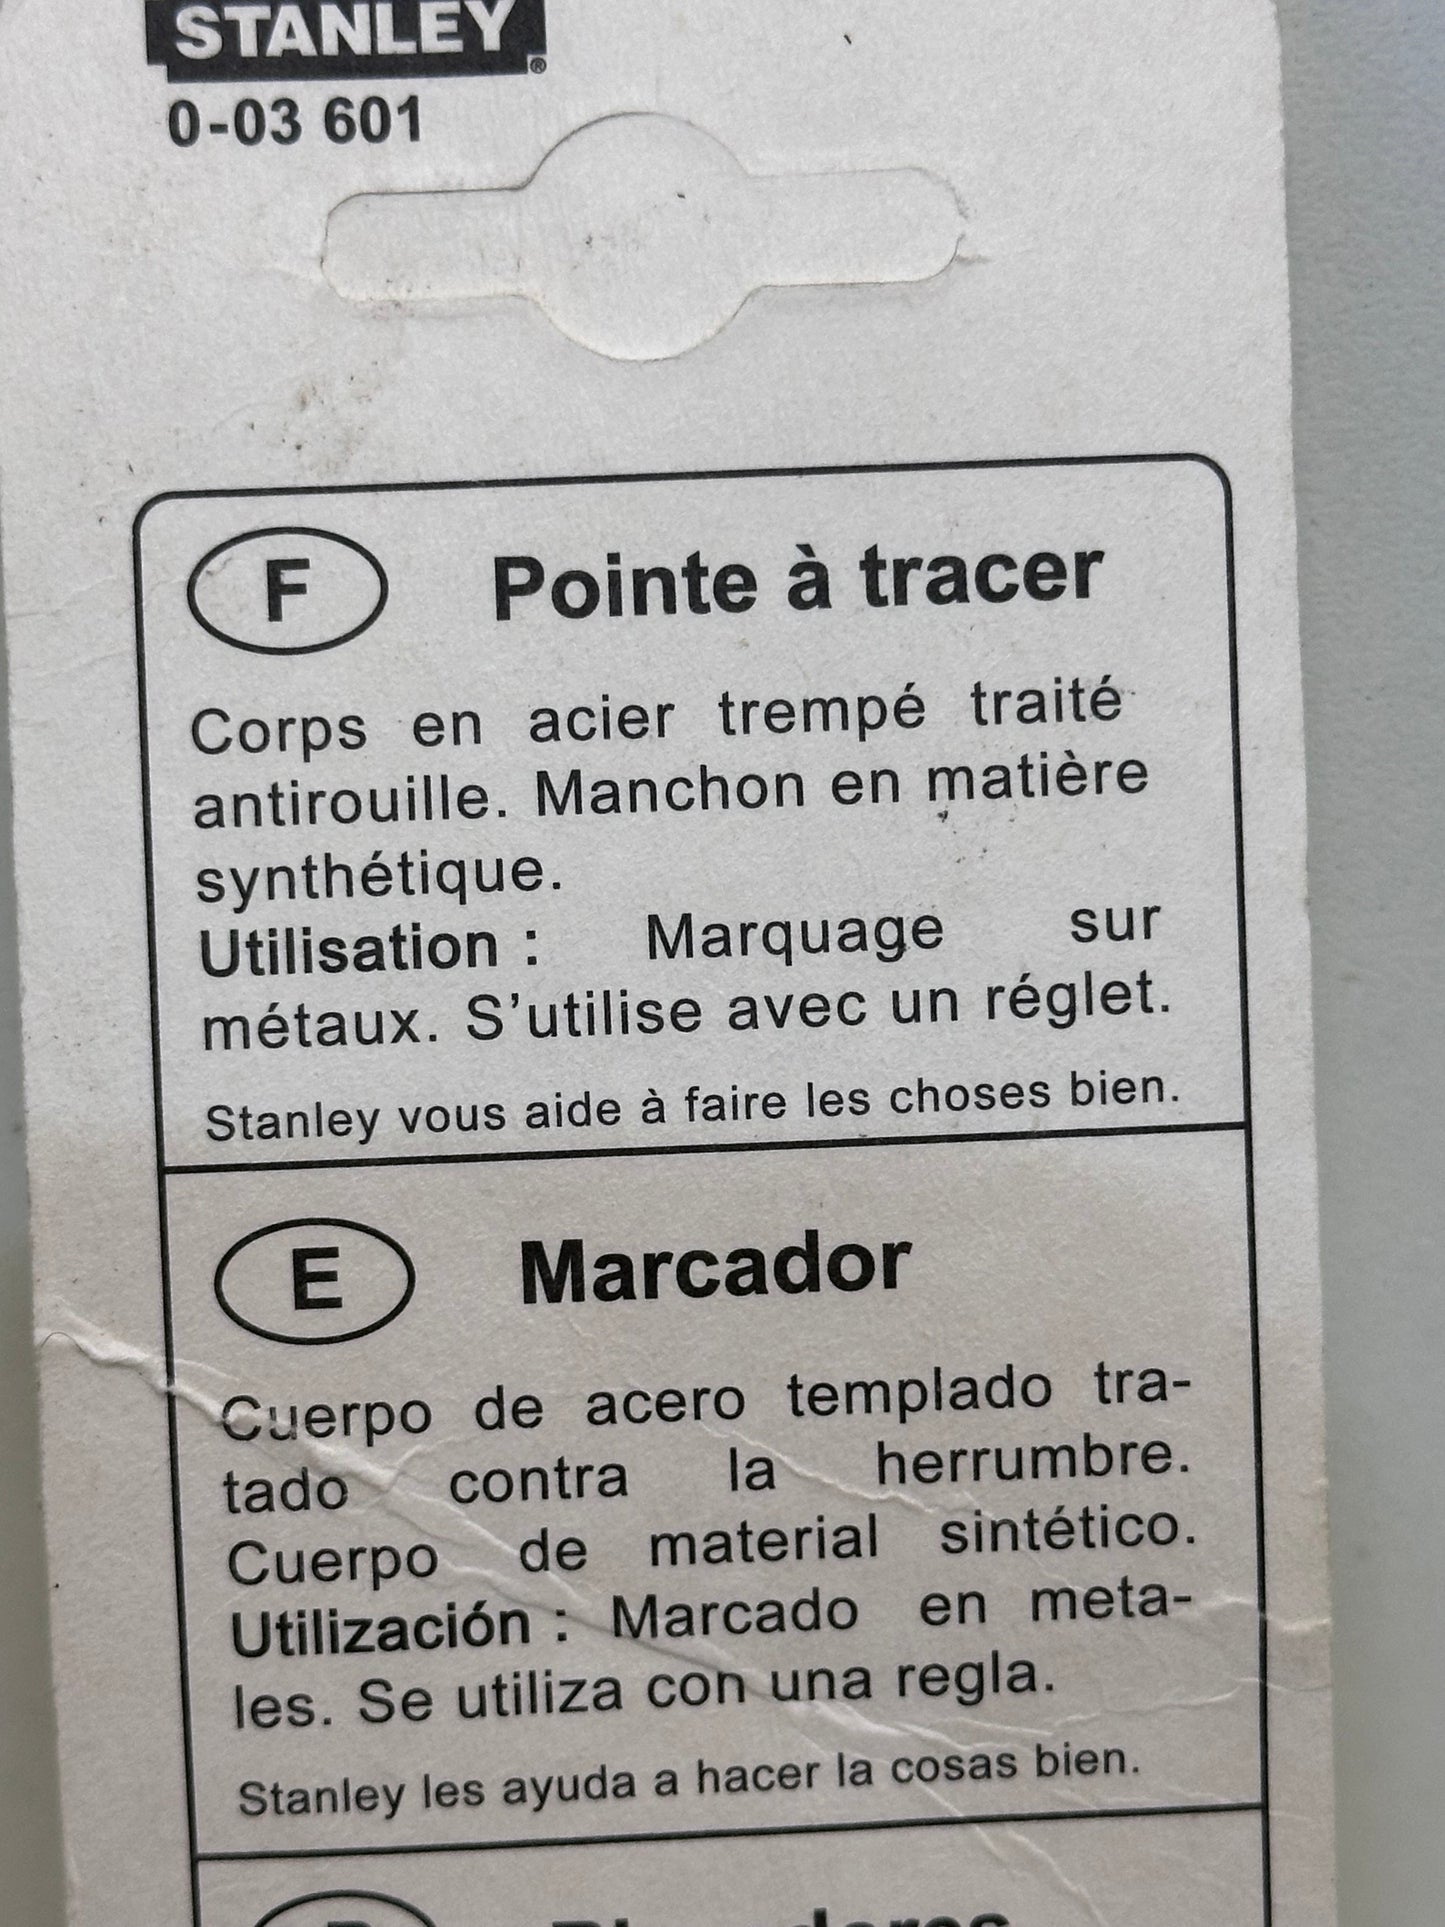 STANLEY®
0-03 601
F Pointe à tracer
Corps en acier trempé traité
antirouille. Manchon en matière
synthétique.
Utilisation : Marquage sur
métaux. S'utilise avec un réglet.
Stanley vous aide à faire les choses bien.
E Marcador
Cuerpo de acero templado tra-
tado contra la herrumbre.
Cuerpo de material sintético.
Utilización : Marcado en meta-
les. Se utiliza con una regla.
Stanley les ayuda a hacer la cosas bien.